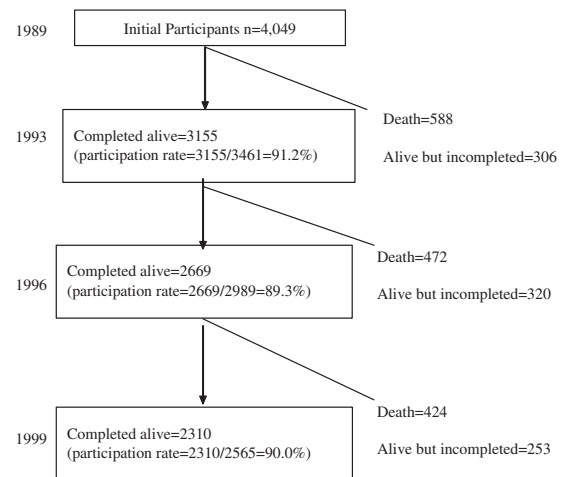 1989
Initial Participants n=4,049
Death=588
Alive but incompleted=306
1993
Completed alive=3155
(participation rate=3155/3461=91.2%)
Death=472
Alive but incompleted=320
1996
Completed alive=2669
(participation rate=2669/2989=89.3%)
Death=424
Alive but incompleted=253
1999
Completed alive=2310
(participation rate=2310/2565=90.0%)